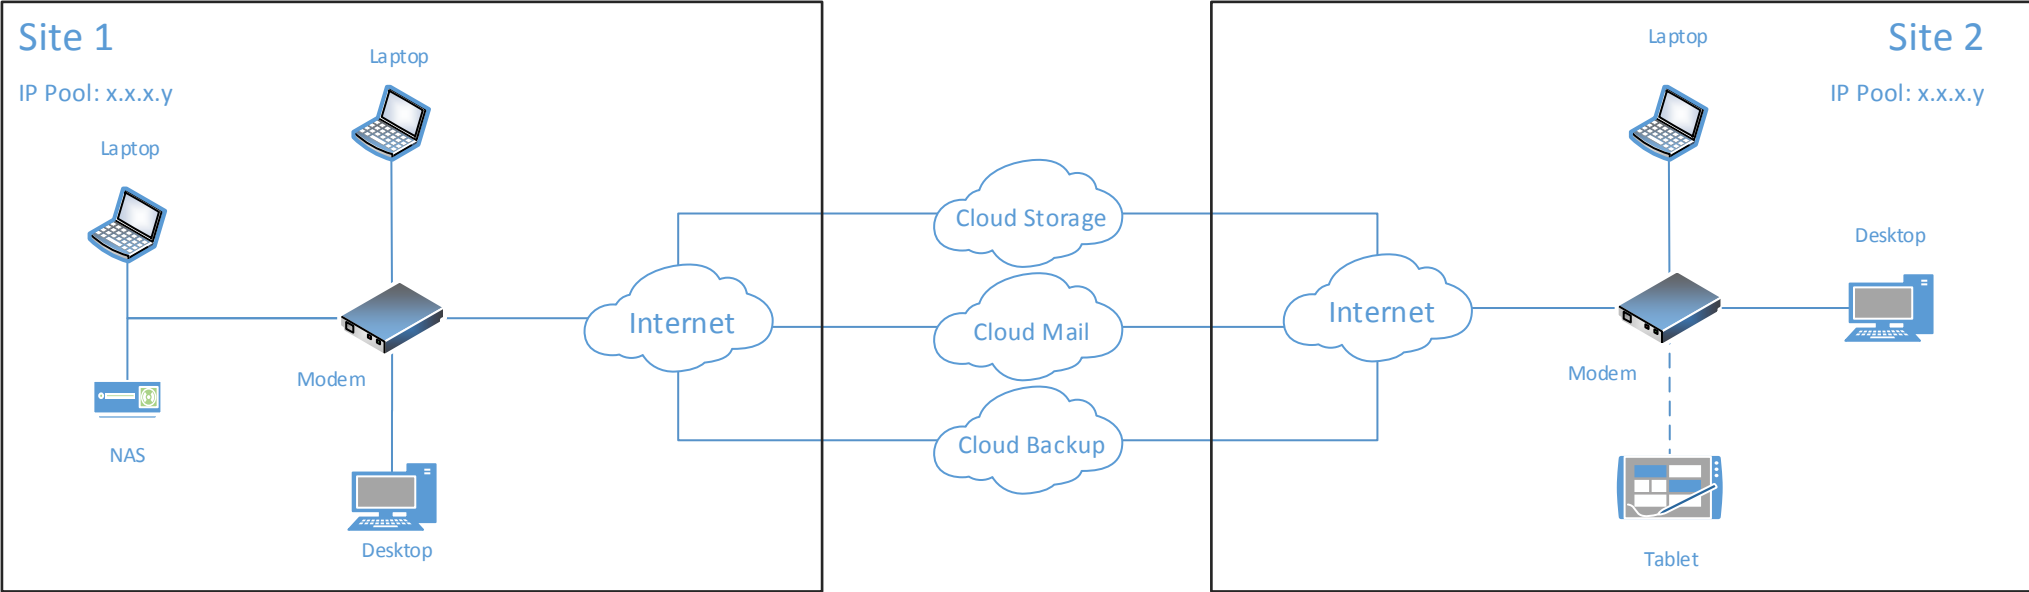 Site 1
IP Pool: x.x.x.y
Laptop
Laptop
Modem
NAS
Desktop
Internet
Cloud Storage
Cloud Mail
Cloud Backup
Site 2
IP Pool: x.x.x.y
Laptop
Desktop
Internet
Modem
Tablet